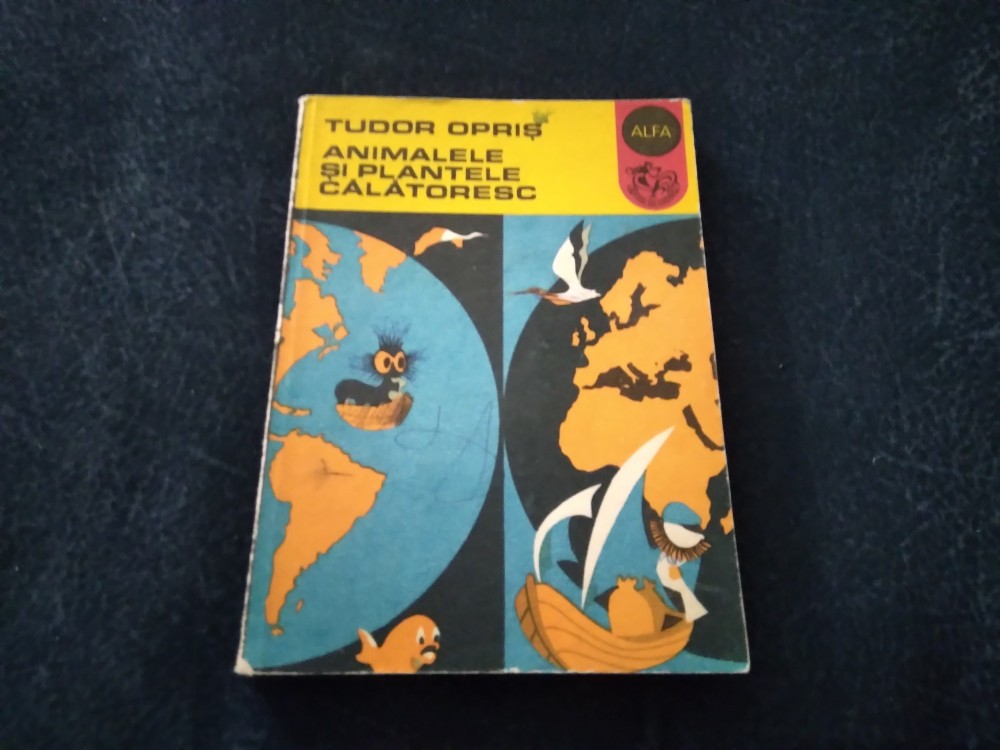 TUDOR OPRIȘ
ANIMALELE
ȘI PLANTELE
CĂLĂTORESC
ALFA